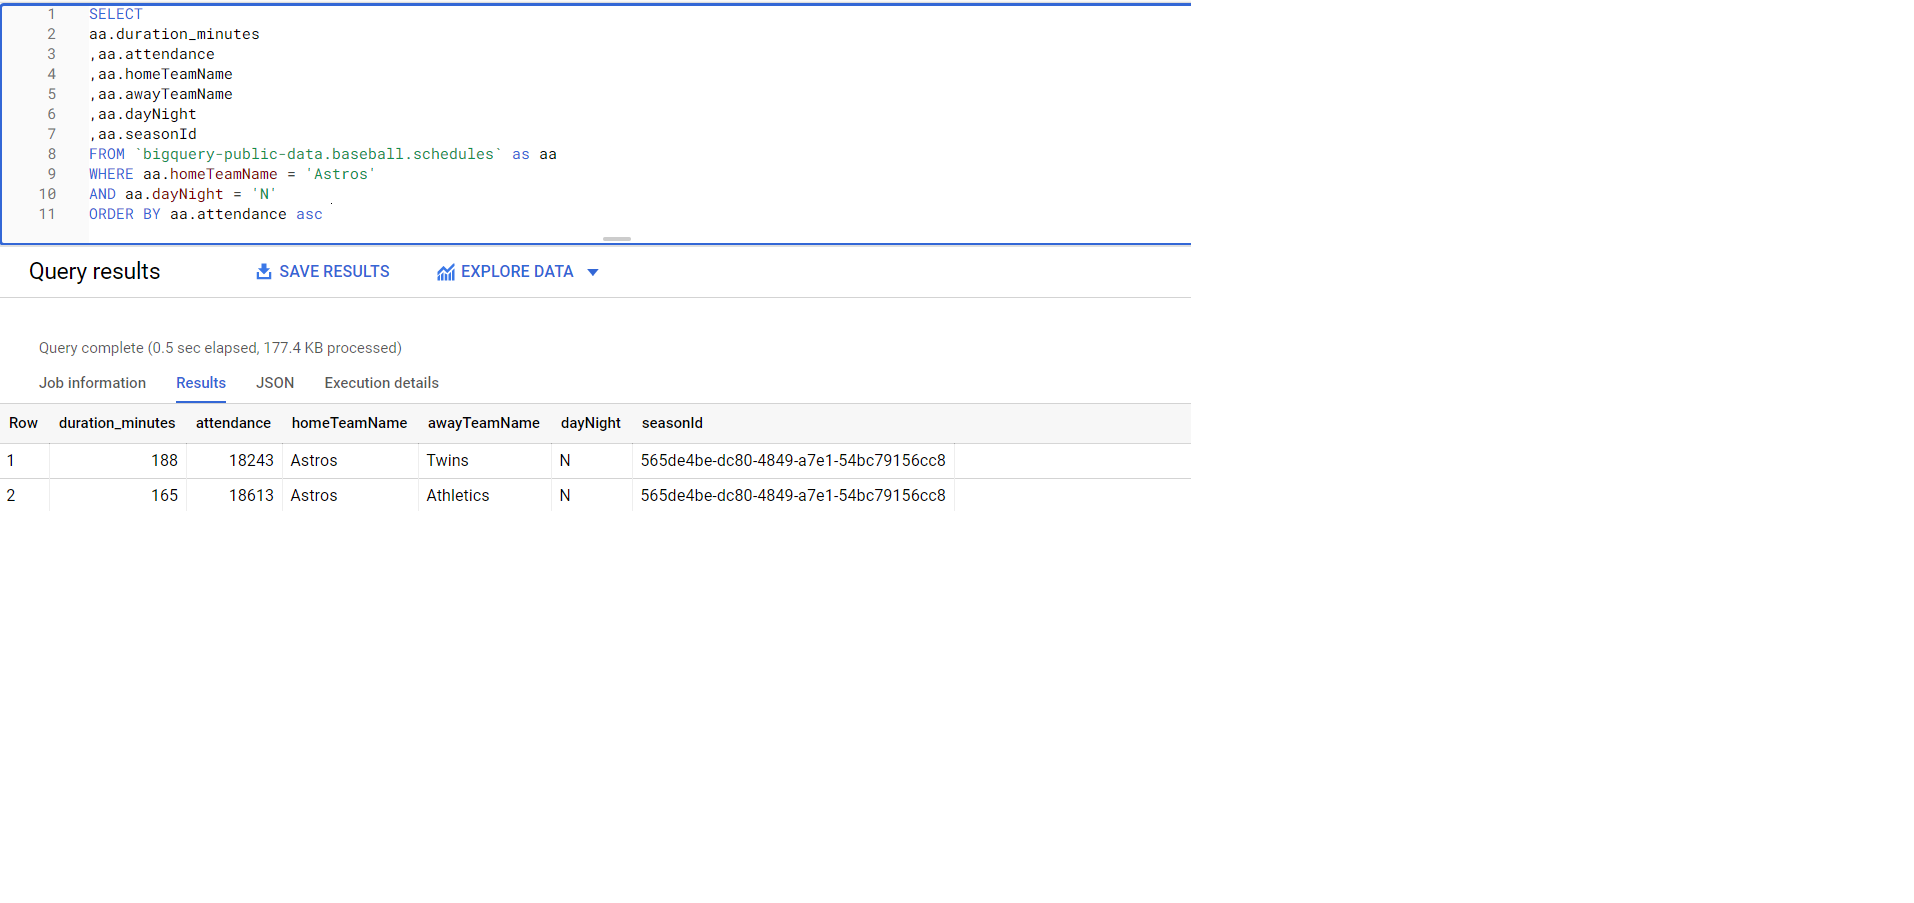 1 SELECT
2 aa.duration_minutes
3 ,aa.attendance
4 ,aa.homeTeamName
5 ,aa.awayTeamName
6 ,aa.dayNight
7 ,aa.seasonId
8 FROM `bigquery-public-data.baseball.schedules` as aa
9 WHERE aa.homeTeamName = 'Astros'
10 AND aa.dayNight = 'N'
11 ORDER BY aa.attendance asc
Query results SAVE RESULTS EXPLORE DATA
Query complete (0.5 sec elapsed, 177.4 KB processed)
Job information Results JSON Execution details
Row duration_minutes attendance homeTeamName awayTeamName dayNight seasonId
1 188 18243 Astros Twins N 565de4be-dc80-4849-a7e1-54bc79156cc8
2 165 18613 Astros Athletics N 565de4be-dc80-4849-a7e1-54bc79156cc8